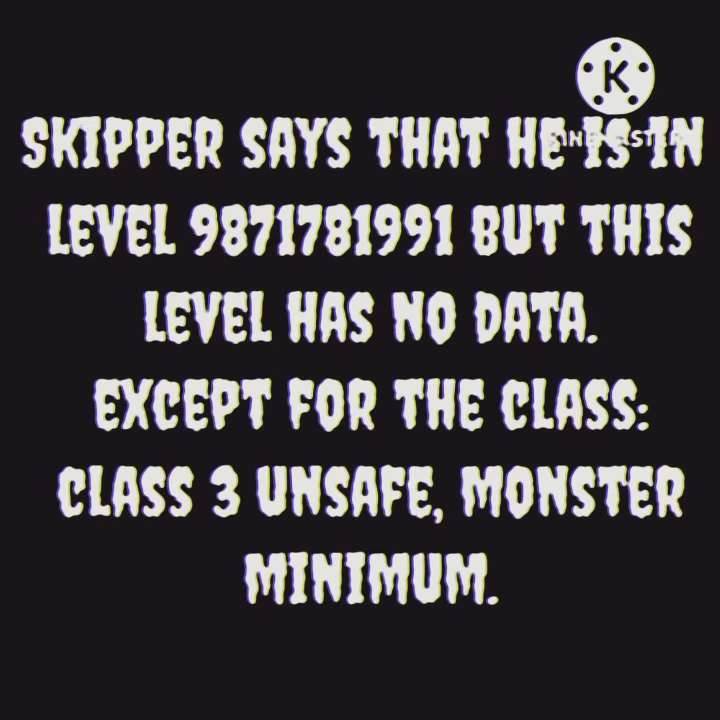 K
KINEMASTER
SKIPPER SAYS THAT HE IS IN
LEVEL 9871781991 BUT THIS
LEVEL HAS NO DATA.
EXCEPT FOR THE CLASS:
CLASS 3 UNSAFE, MONSTER
MINIMUM.